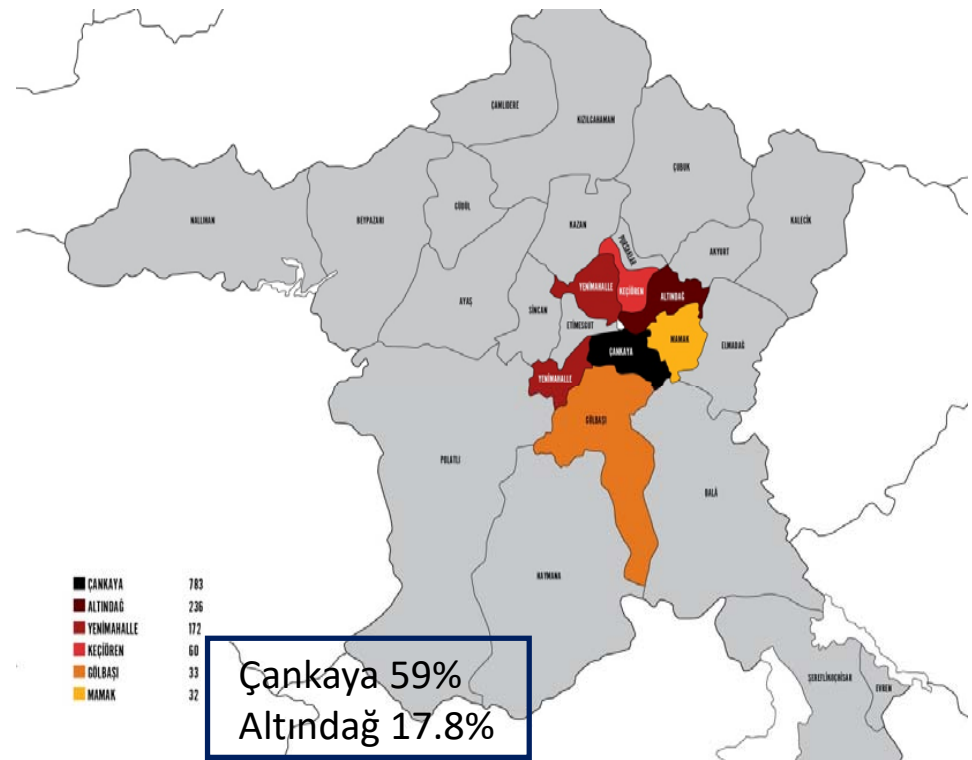 ÇAMLIDERE
KIZILCAHAMAM
ÇUBUK
GÜDÜL
NALLIHAN
BEYPAZARI
KALECİK
KAZAN
PURSAKLAR
AKYURT
YENİMAHALLE
KEÇİÖREN
ALTINDAĞ
AYAŞ
SİNCAN
ETİMESGUT
MAMAK
ELMADAĞ
ÇANKAYA
YENİMAHALLE
GÖLBAŞI
POLATLI
BALÂ
HAYMANA
ŞEREFLİKOÇHİSAR
EVREN
ÇANKAYA 783
ALTINDAĞ 236
YENİMAHALLE 172
KEÇİÖREN 60
GÖLBAŞI 33
MAMAK 32
Çankaya 59%
Altındağ 17.8%